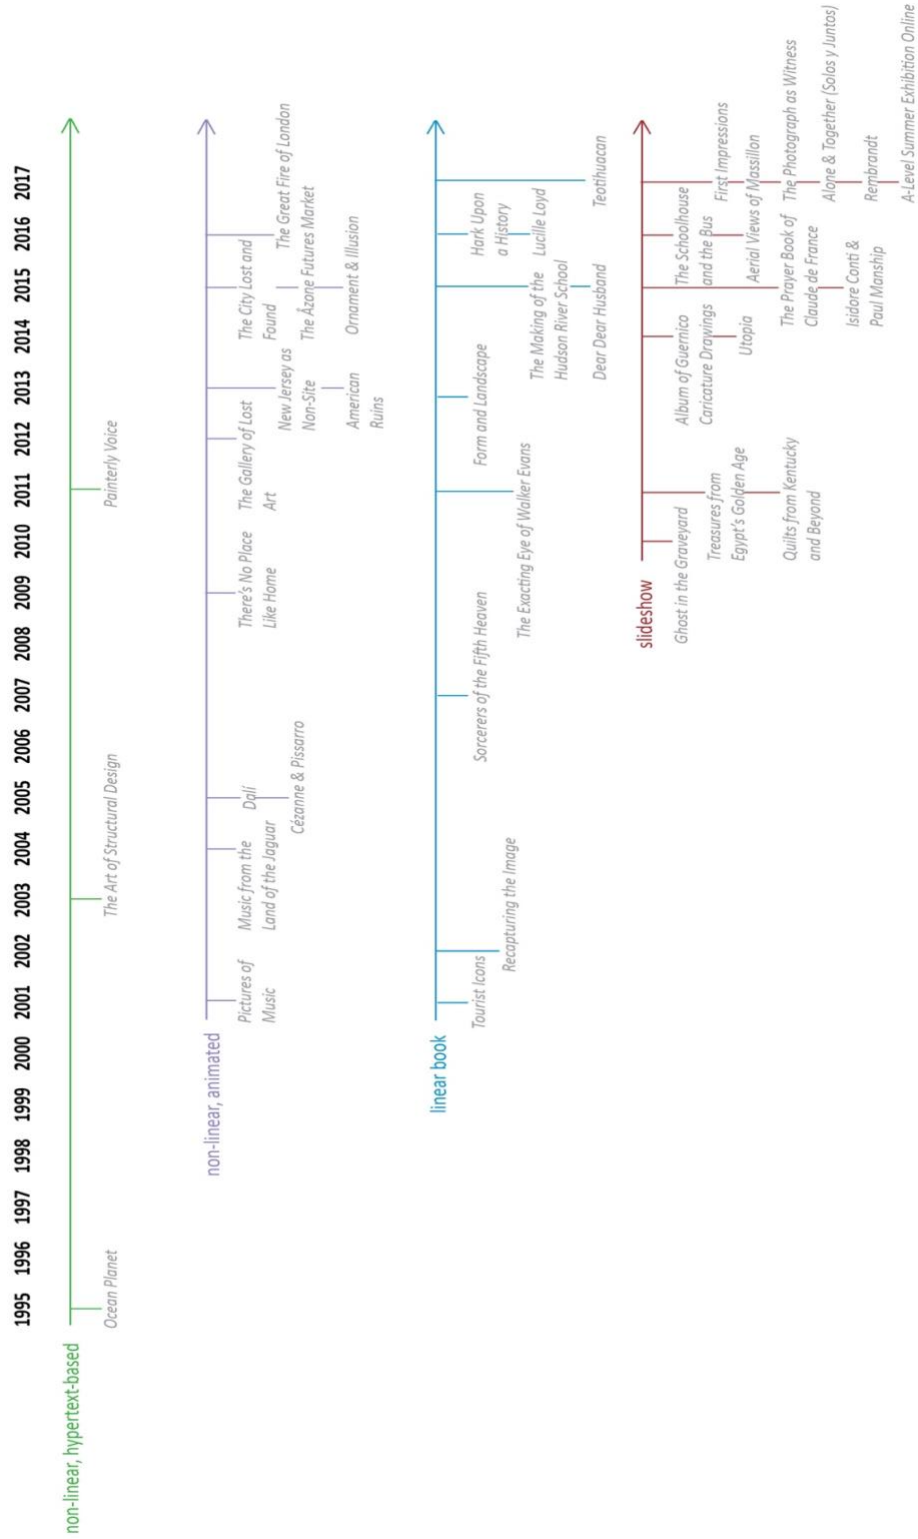 1995 1996 1997 1998 1999 2000 2001 2002 2003 2004 2005 2006 2007 2008 2009 2010 2011 2012 2013 2014 2015 2016 2017
non-linear, hypertext-based
Ocean Planet
The Art of Structural Design
Painterly Voice
non-linear, animated
Pictures of
Music
Music from the
Land of the Jaguar
Dalí
Cézanne & Pissarro
There's No Place
Like Home
The Gallery of Lost
Art
New Jersey as
Non-Site
American
Ruins
The City Lost and
Found
The Azone Futures Market
Ornament & Illusion
The Great Fire of London
linear book
Tourist Icons
Recapturing the Image
Sorcerers of the Fifth Heaven
The Exacting Eye of Walker Evans
Form and Landscape
The Making of the
Hudson River School
Dear Dear Husband
Hark Upon
a History
Lucille Loyd
Teotihuacan
slideshow
Ghost in the Graveyard
Treasures from
Egypt's Golden Age
Quilts from Kentucky
and Beyond
Album of Guernico
Caricature Drawings
Utopia
The Prayer Book of
Claude de France
Isidore Conti &
Paul Manship
The Schoolhouse
and the Bus
Aerial Views of Massillon
First Impressions
The Photograph as Witness
Alone & Together (Solos y Juntos)
Rembrandt
A-Level Summer Exhibition Online